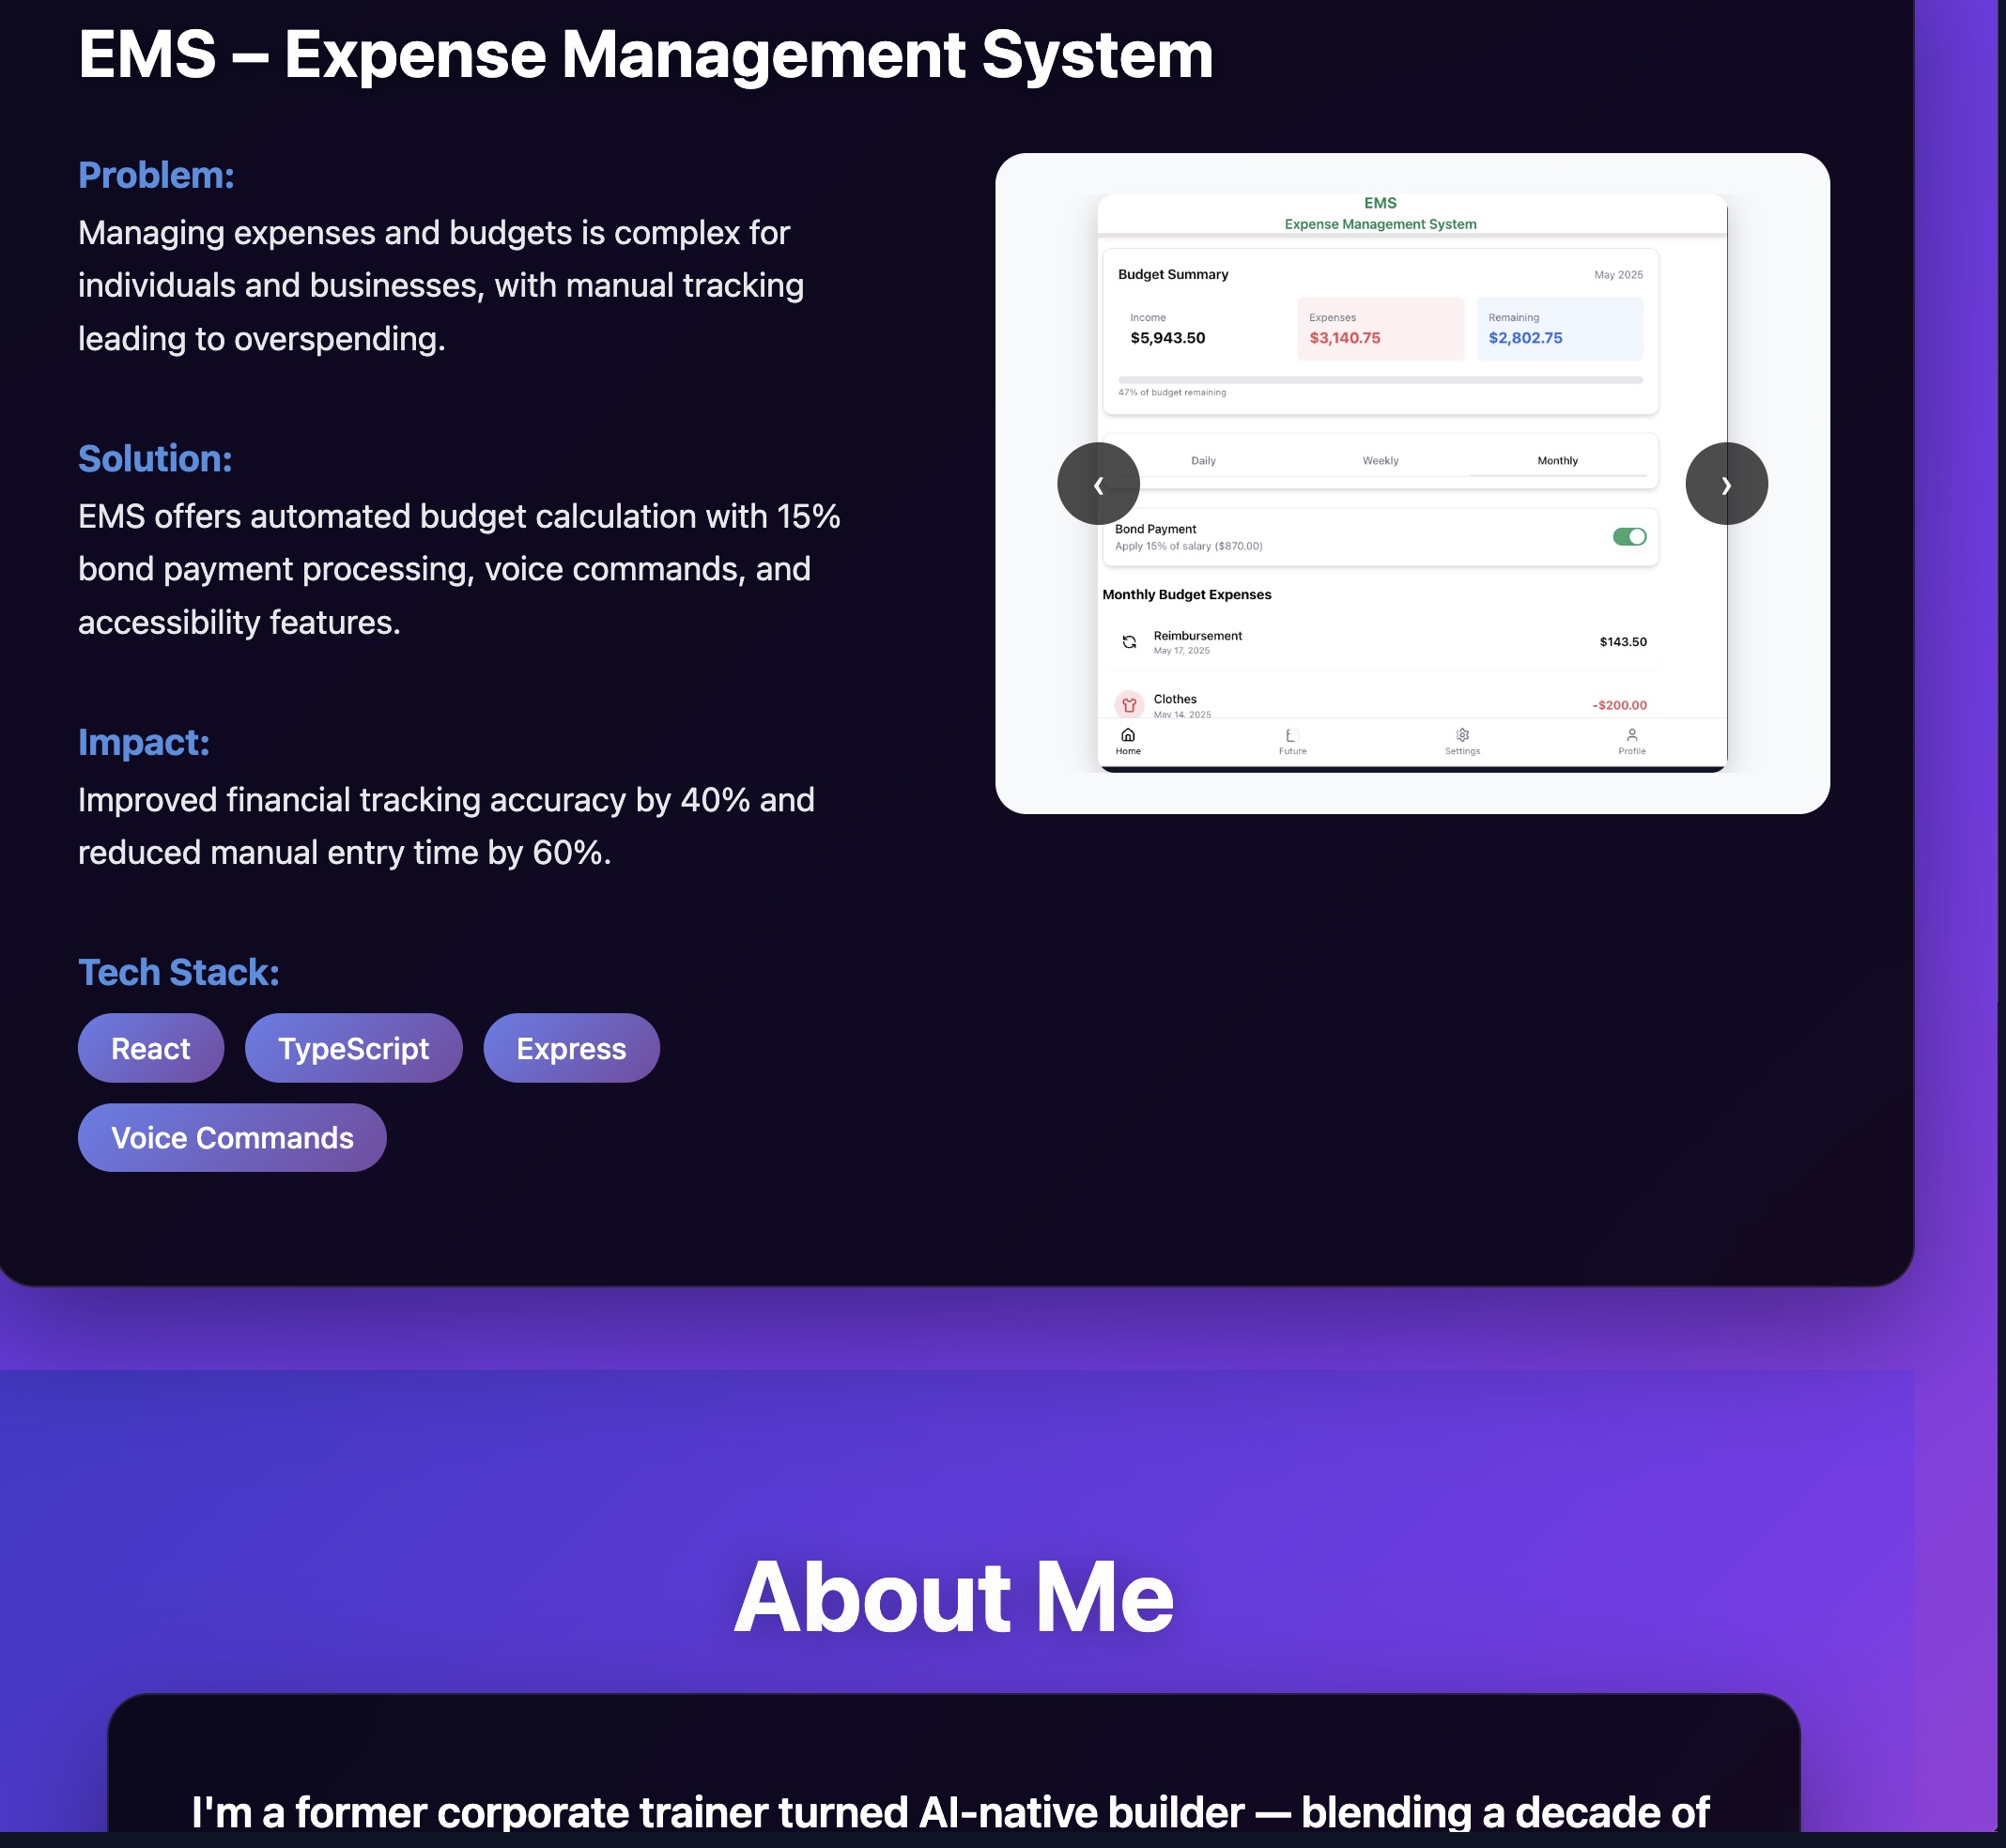 EMS – Expense Management System
Problem:
Managing expenses and budgets is complex for
individuals and businesses, with manual tracking
leading to overspending.
Solution:
EMS offers automated budget calculation with 15%
bond payment processing, voice commands, and
accessibility features.
Impact:
Improved financial tracking accuracy by 40% and
reduced manual entry time by 60%.
Tech Stack:
React TypeScript Express
Voice Commands
EMS
Expense Management System
Budget Summary May 2025
Income Expenses Remaining
$5,943.50 $3,140.75 $2,802.75
47% of budget remaining
Daily Weekly Monthly
Bond Payment
Apply 15% of salary ($870.00)
Monthly Budget Expenses
Reimbursement $143.50
May 17, 2025
Clothes -$200.00
May 14, 2025
Home Future Settings Profile
About Me
I'm a former corporate trainer turned AI-native builder — blending a decade of